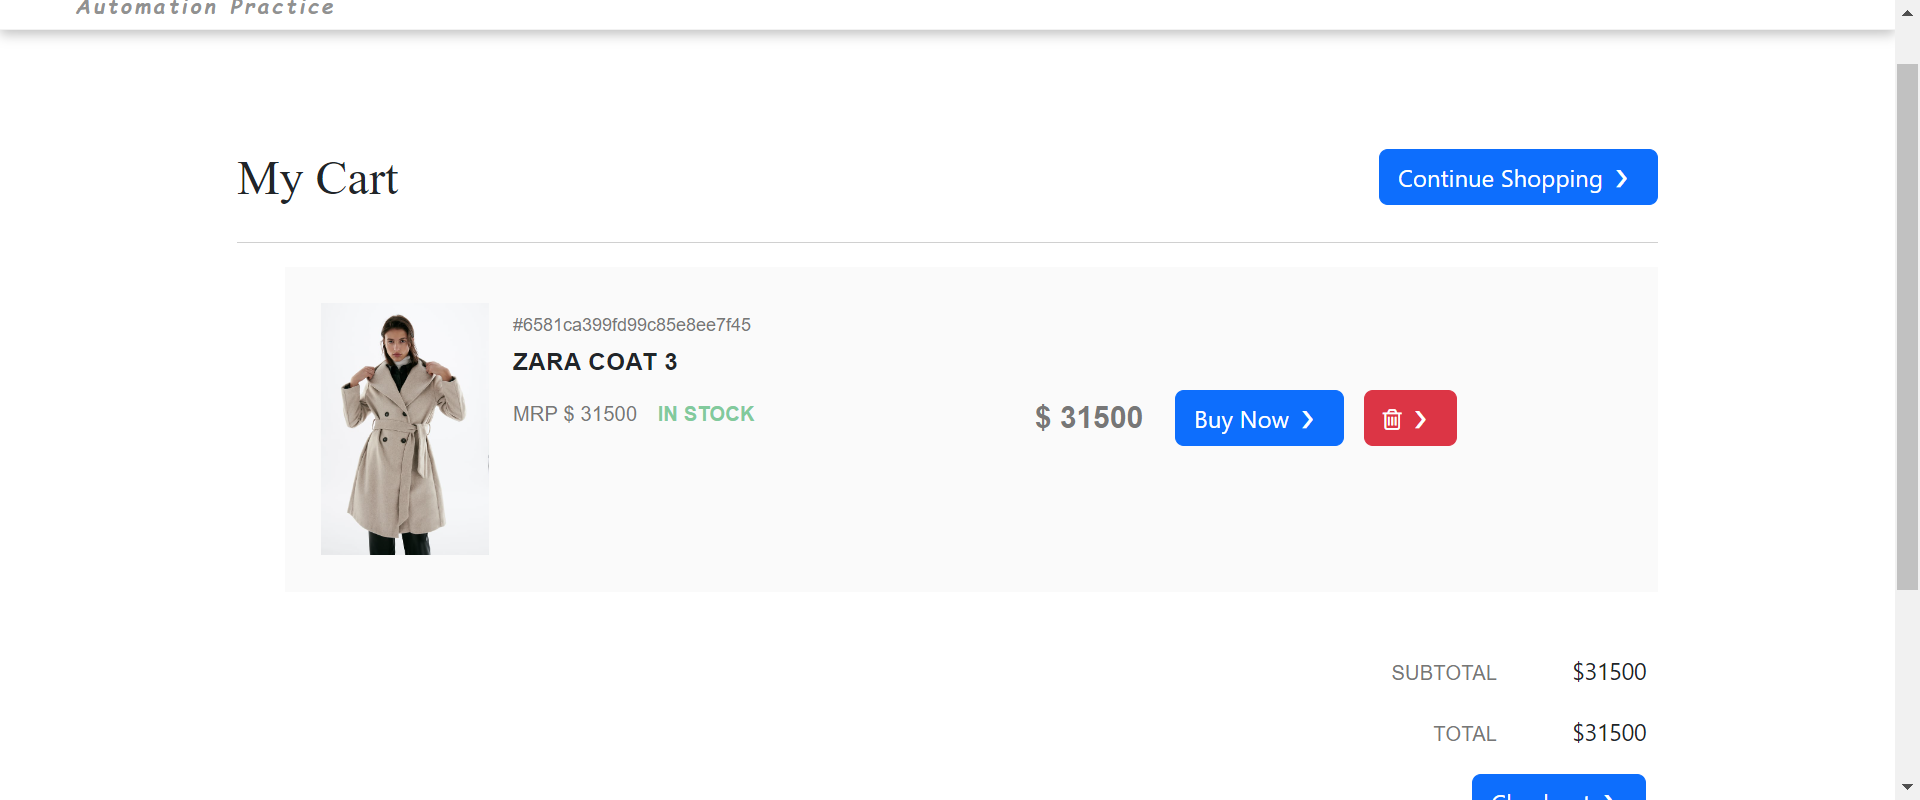 Automation Practice
My Cart
Continue Shopping ❯
#6581ca399fd99c85e8ee7f45
ZARA COAT 3
MRP $ 31500 IN STOCK
$ 31500
Buy Now ❯
❯
SUBTOTAL $31500
TOTAL $31500